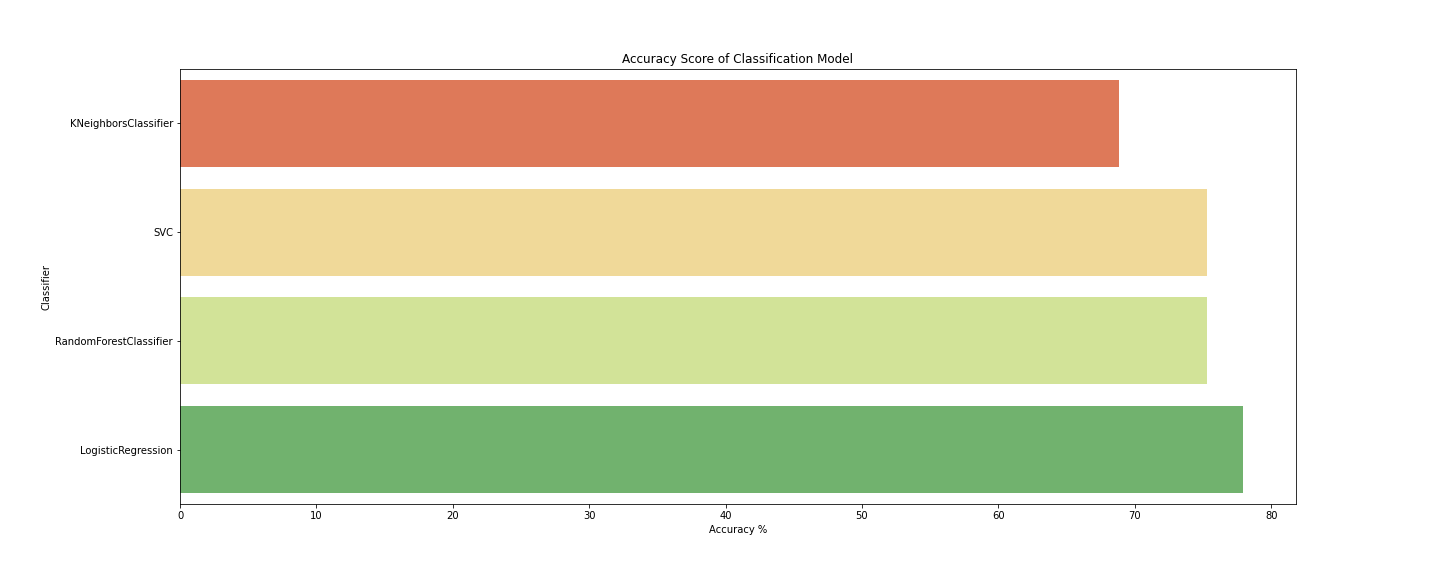 Accuracy Score of Classification Model
KNeighborsClassifier
SVC
Classifier
RandomForestClassifier
LogisticRegression
0 10 20 30 40 50 60 70 80
Accuracy %